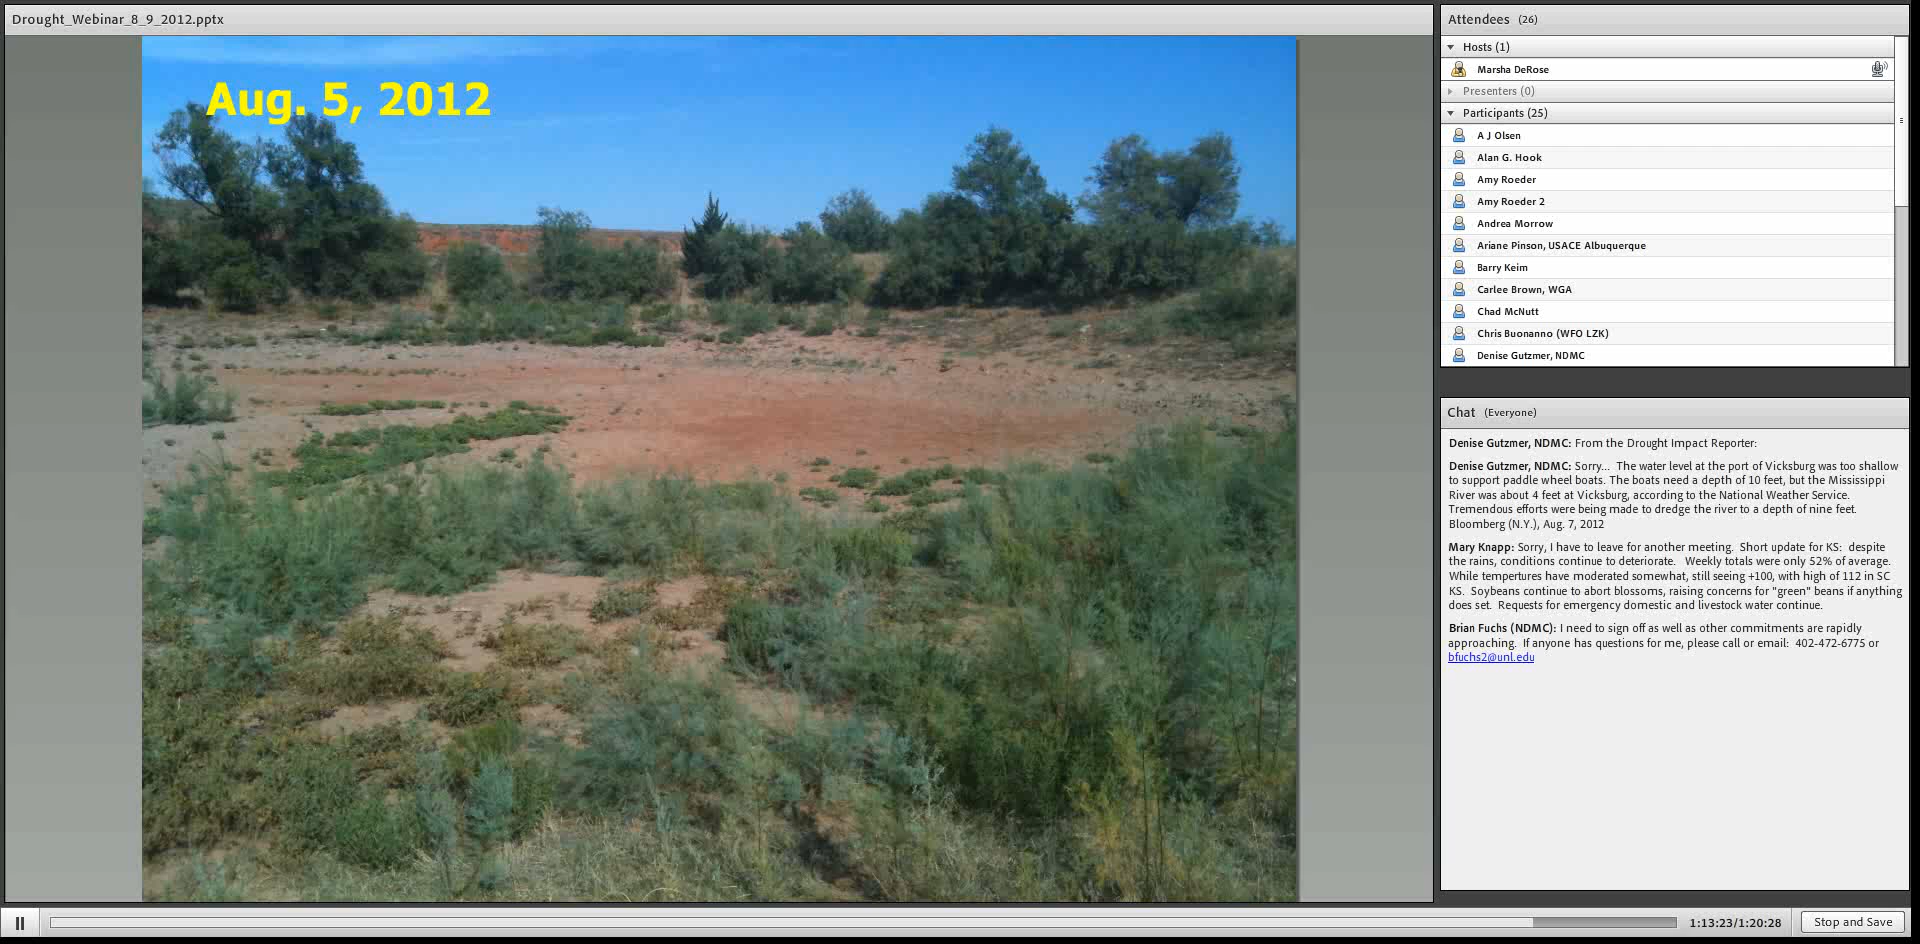 Drought_Webinar_8_9_2012.pptx
Aug. 5, 2012
Attendees (26)
Hosts (1)
Marsha DeRose
Presenters (0)
Participants (25)
A J Olsen
Alan G. Hook
Amy Roeder
Amy Roeder 2
Andrea Morrow
Ariane Pinson, USACE Albuquerque
Barry Keim
Carlee Brown, WGA
Chad McNutt
Chris Buonanno (WFO LZK)
Denise Gutzmer, NDMC
Chat (Everyone)
Denise Gutzmer, NDMC: From the Drought Impact Reporter:
Denise Gutzmer, NDMC: Sorry... The water level at the port of Vicksburg was too shallow
to support paddle wheel boats. The boats need a depth of 10 feet, but the Mississippi
River was about 4 feet at Vicksburg, according to the National Weather Service.
Tremendous efforts were being made to dredge the river to a depth of nine feet.
Bloomberg (N.Y.), Aug. 7, 2012
Mary Knapp: Sorry, I have to leave for another meeting. Short update for KS: despite
the rains, conditions continue to deteriorate. Weekly totals were only 52% of average.
While tempertures have moderated somewhat, still seeing +100, with high of 112 in SC
KS. Soybeans continue to abort blossoms, raising concerns for "green" beans if anything
does set. Requests for emergency domestic and livestock water continue.
Brian Fuchs (NDMC): I need to sign off as well as other commitments are rapidly
approaching. If anyone has questions for me, please call or email: 402-472-6775 or
bfuchs2@unl.edu
1:13:23/1:20:28
Stop and Save